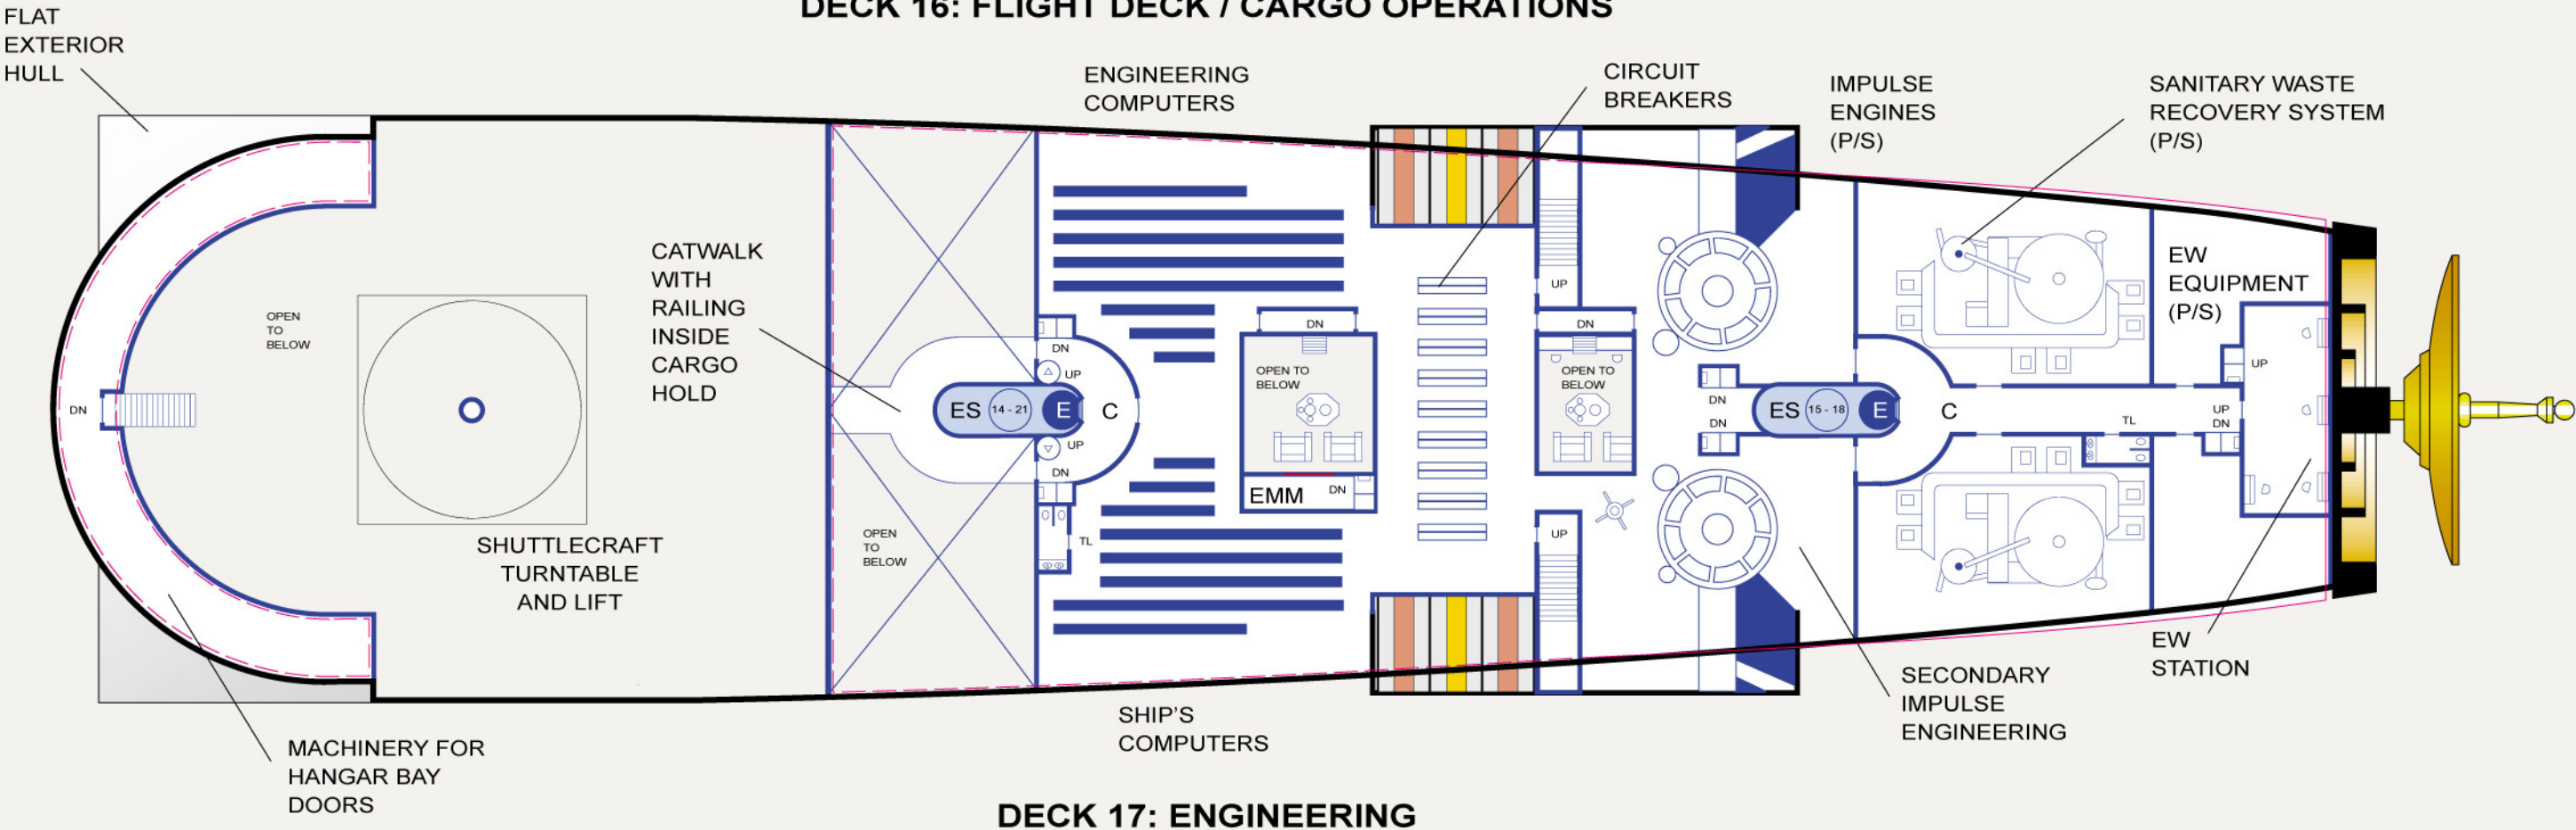 DECK 16: FLIGHT DECK / CARGO OPERATIONS
FLAT
EXTERIOR
HULL
ENGINEERING
COMPUTERS
CIRCUIT
BREAKERS
IMPULSE
ENGINES
(P/S)
SANITARY WASTE
RECOVERY SYSTEM
(P/S)
CATWALK
WITH
RAILING
INSIDE
CARGO
HOLD
OPEN
TO
BELOW
DN
SHUTTLECRAFT
TURNTABLE
AND LIFT
OPEN
TO
BELOW
DN
UP
ES 14 - 21 E C
UP
DN
TL
DN
OPEN TO
BELOW
EMM DN
UP
DN
OPEN TO
BELOW
UP
DN
DN
ES 15 - 18 E C
EW
EQUIPMENT
(P/S)
UP
UP
DN
TL
EW
STATION
SECONDARY
IMPULSE
ENGINEERING
SHIP'S
COMPUTERS
MACHINERY FOR
HANGAR BAY
DOORS
DECK 17: ENGINEERING